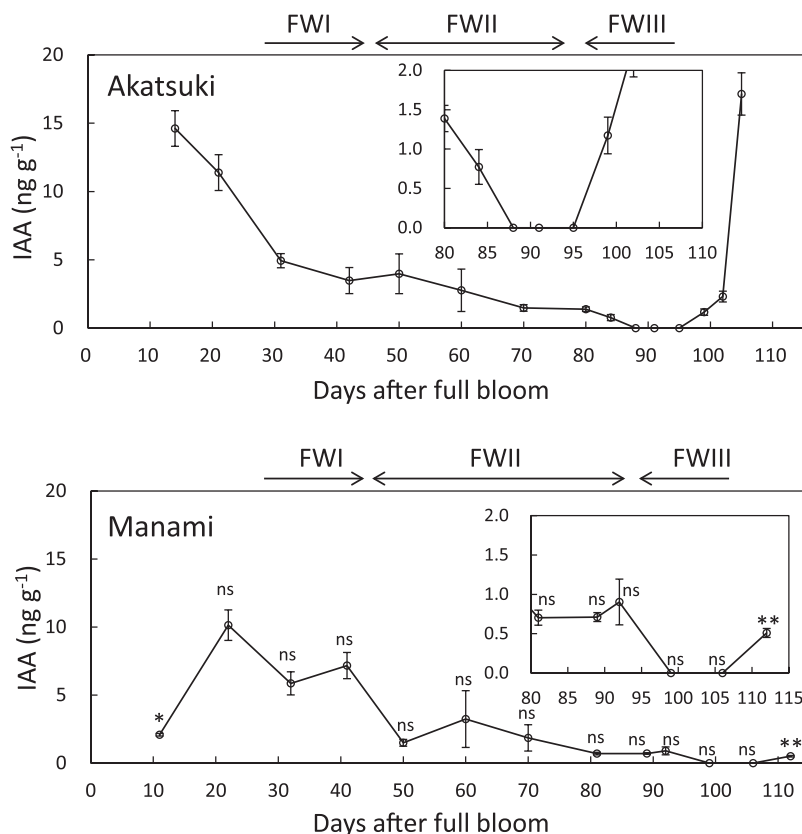 FWI FWII FWIII
Akatsuki
IAA (ng g⁻¹)
20
15
10
5
0
2.0
1.5
1.0
0.5
0.0
80 85 90 95 100 105 110
0 10 20 30 40 50 60 70 80 90 100 110
Days after full bloom
FWI FWII FWIII
Manami
IAA (ng g⁻¹)
20
15
10
5
0
* ns ns ns ns ns ns ns ns ns ns ns **
2.0
1.5
1.0
0.5
0.0
ns ns ns ns ns **
80 85 90 95 100 105 110 115
0 10 20 30 40 50 60 70 80 90 100 110
Days after full bloom